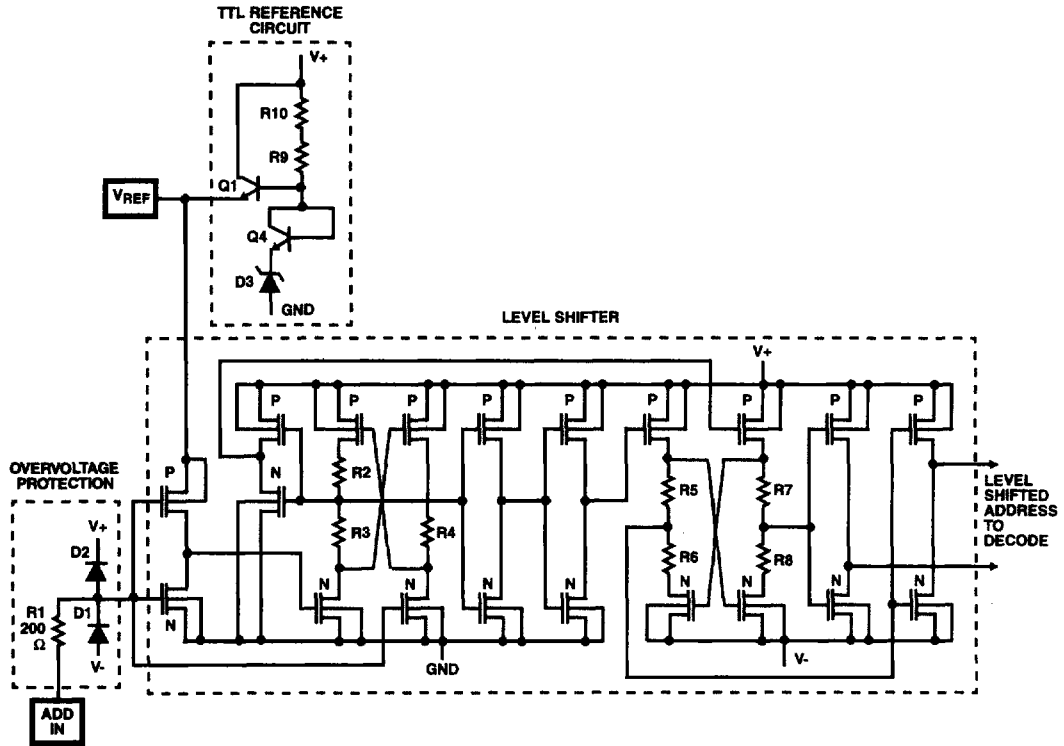 TTL REFERENCE
CIRCUIT
V+
R10
R9
Q1
VREF
Q4
D3
GND
LEVEL SHIFTER
V+
P P P P P P P P P
OVERVOLTAGE
PROTECTION
P
N
R2
R3
R4
R5
R7
R6
R8
LEVEL
SHIFTED
ADDRESS
TO
DECODE
V+
D2
D1
R1
200
Ω
V-
N
N N N N N N N N
GND
V-
ADD
IN